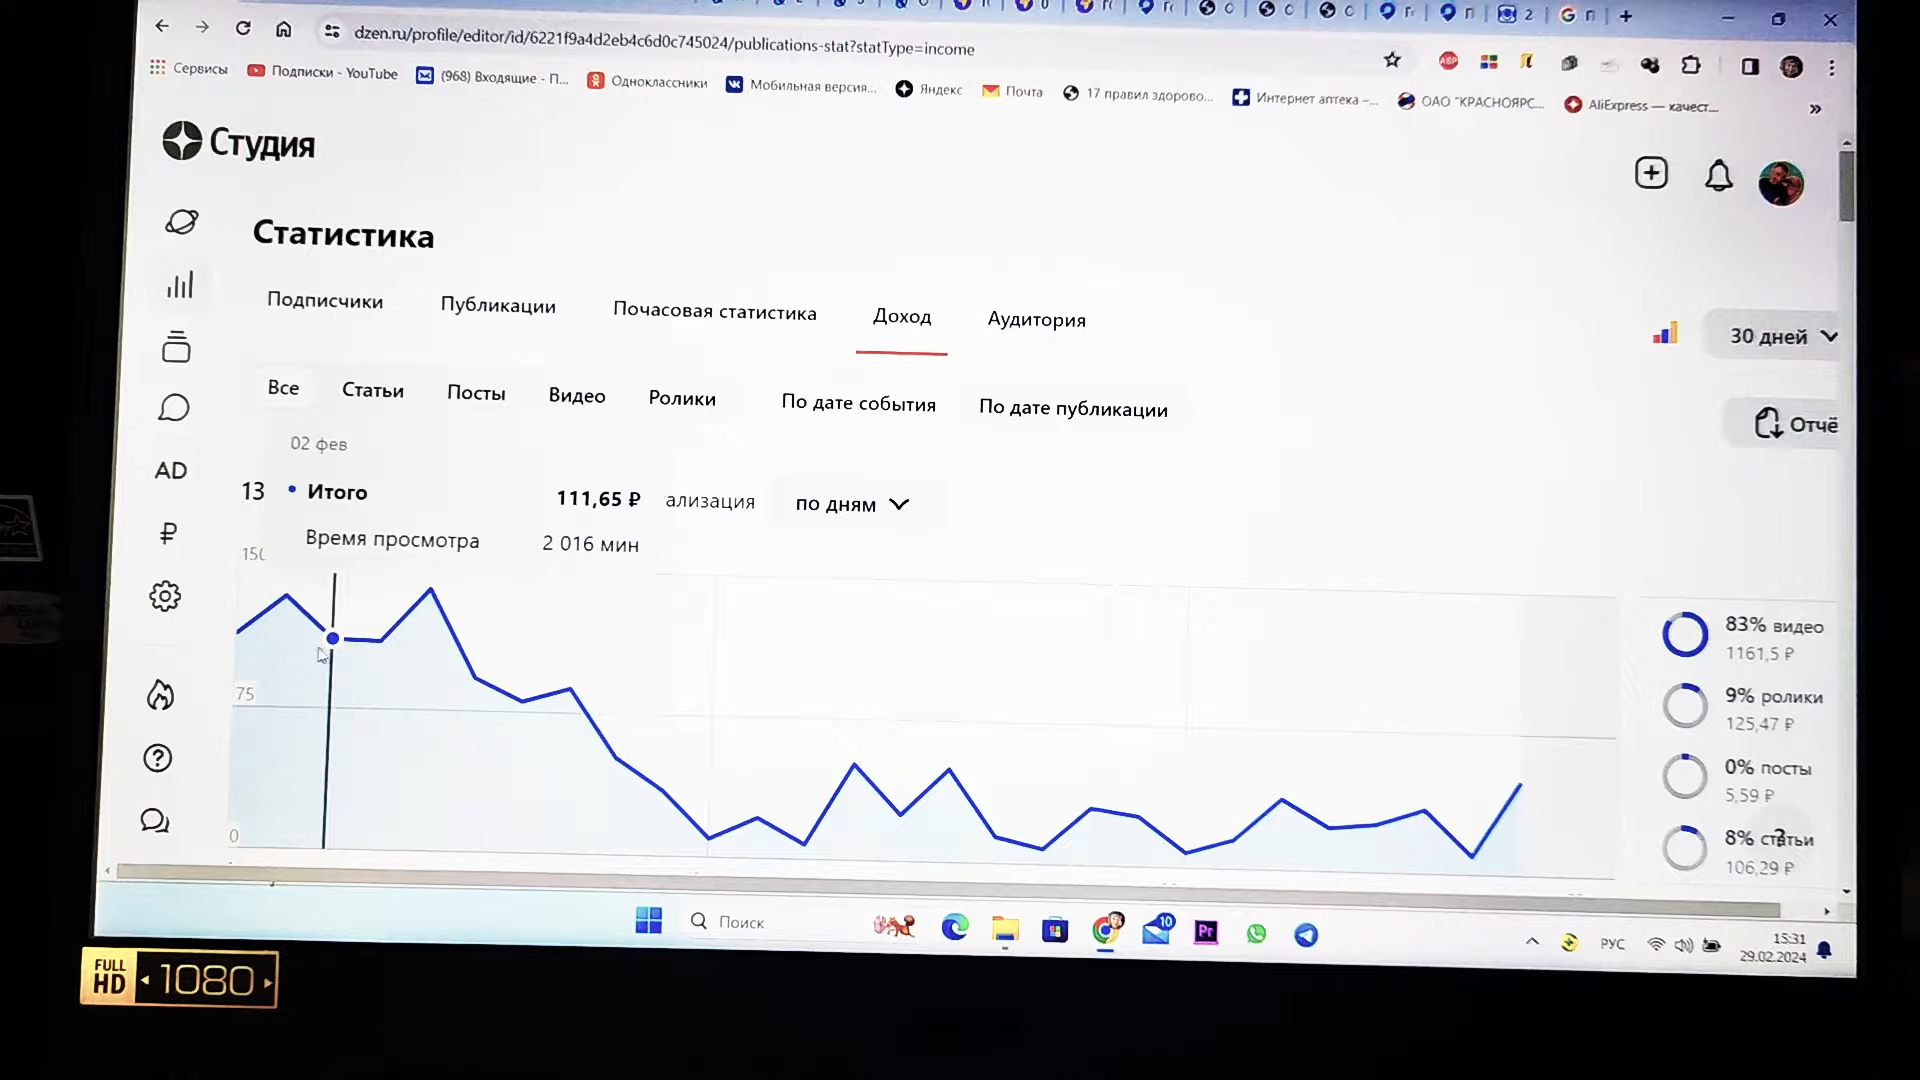 dzen.ru/profile/editor/id/6221f9a4d2eb4c6d0c745024/publications-stat?statType=income
Сервисы
Подписки - YouTube
(968) Входящие - П...
Одноклассники
Мобильная версия...
Яндекс
Почта
17 правил здорово...
Интернет аптека –...
ОАО "КРАСНОЯРС...
AliExpress — качест...
»
Студия
Статистика
Подписчики
Публикации
Почасовая статистика
Доход
Аудитория
30 дней
Все
Статьи
Посты
Видео
Ролики
По дате события
По дате публикации
Отчё
02 фев
13
Итого
111,65 ₽
ализация
по дням
Время просмотра
2 016 мин
150
75
0
AD
₽
83% видео
1161,5 ₽
9% ролики
125,47 ₽
0% посты
5,59 ₽
8% статьи
106,29 ₽
Поиск
10
Pr
РУС
15:31
29.02.2024
FULL HD 1080